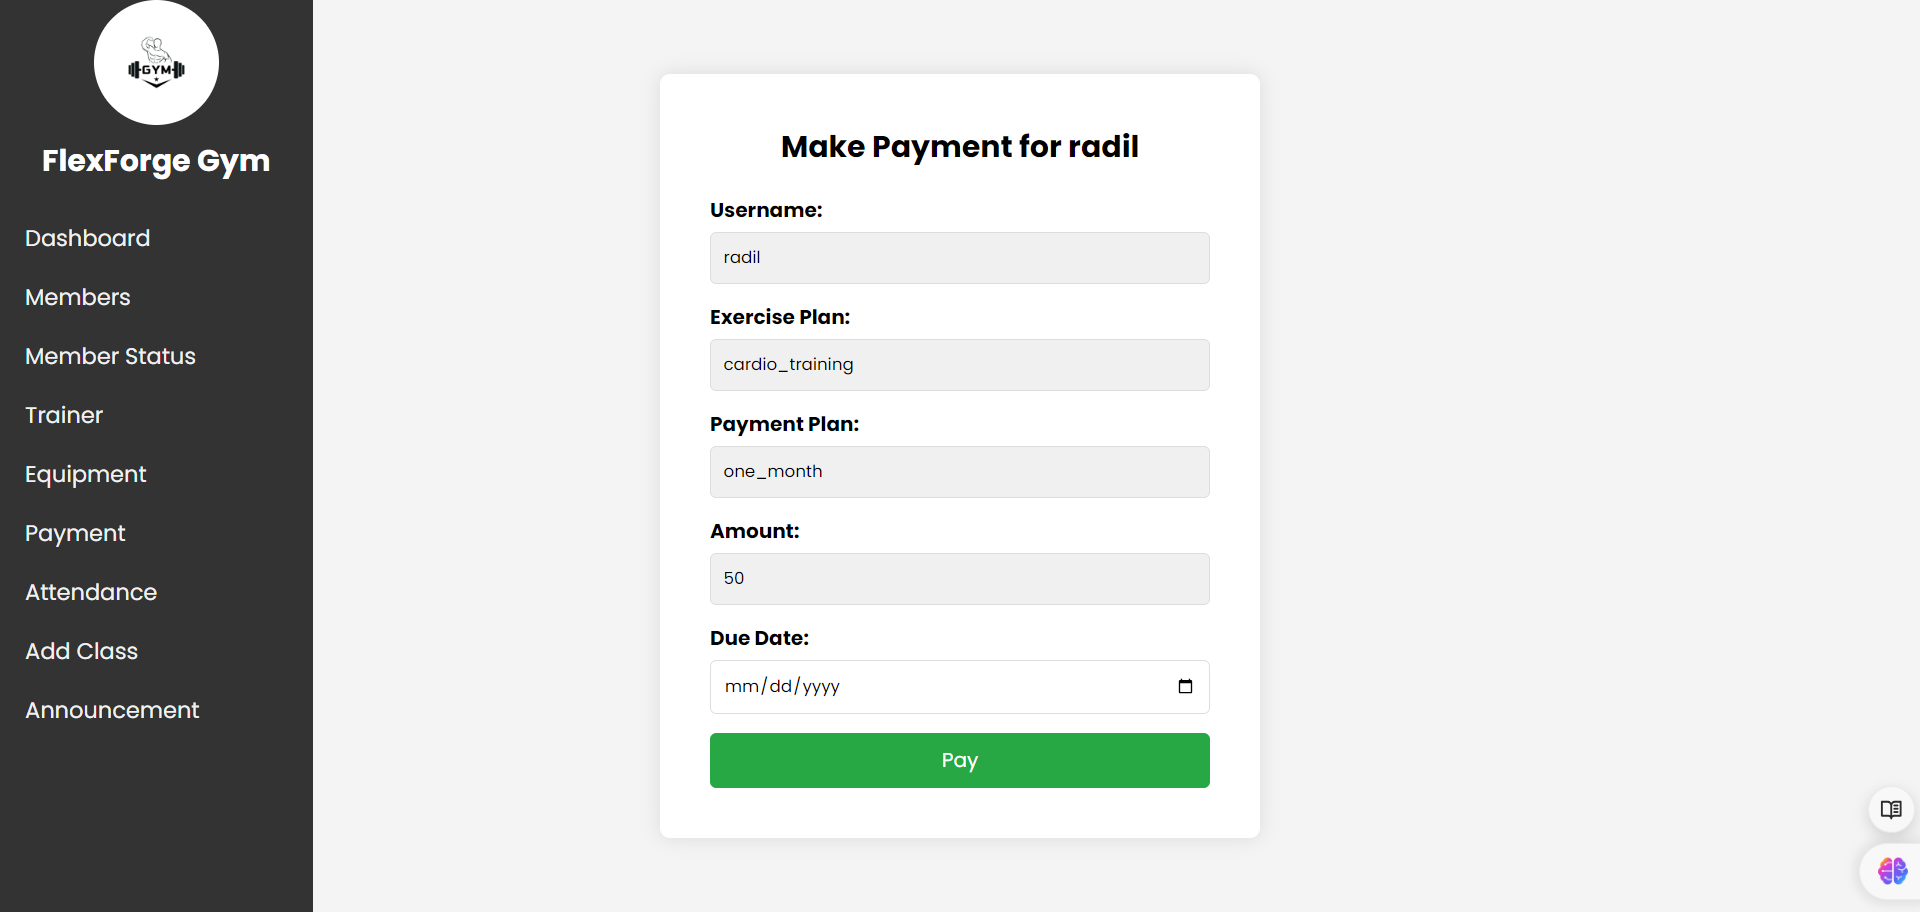 GYM
FlexForge Gym
Dashboard
Members
Member Status
Trainer
Equipment
Payment
Attendance
Add Class
Announcement
Make Payment for radil
Username:
radil
Exercise Plan:
cardio_training
Payment Plan:
one_month
Amount:
50
Due Date:
mm/dd/yyyy
Pay